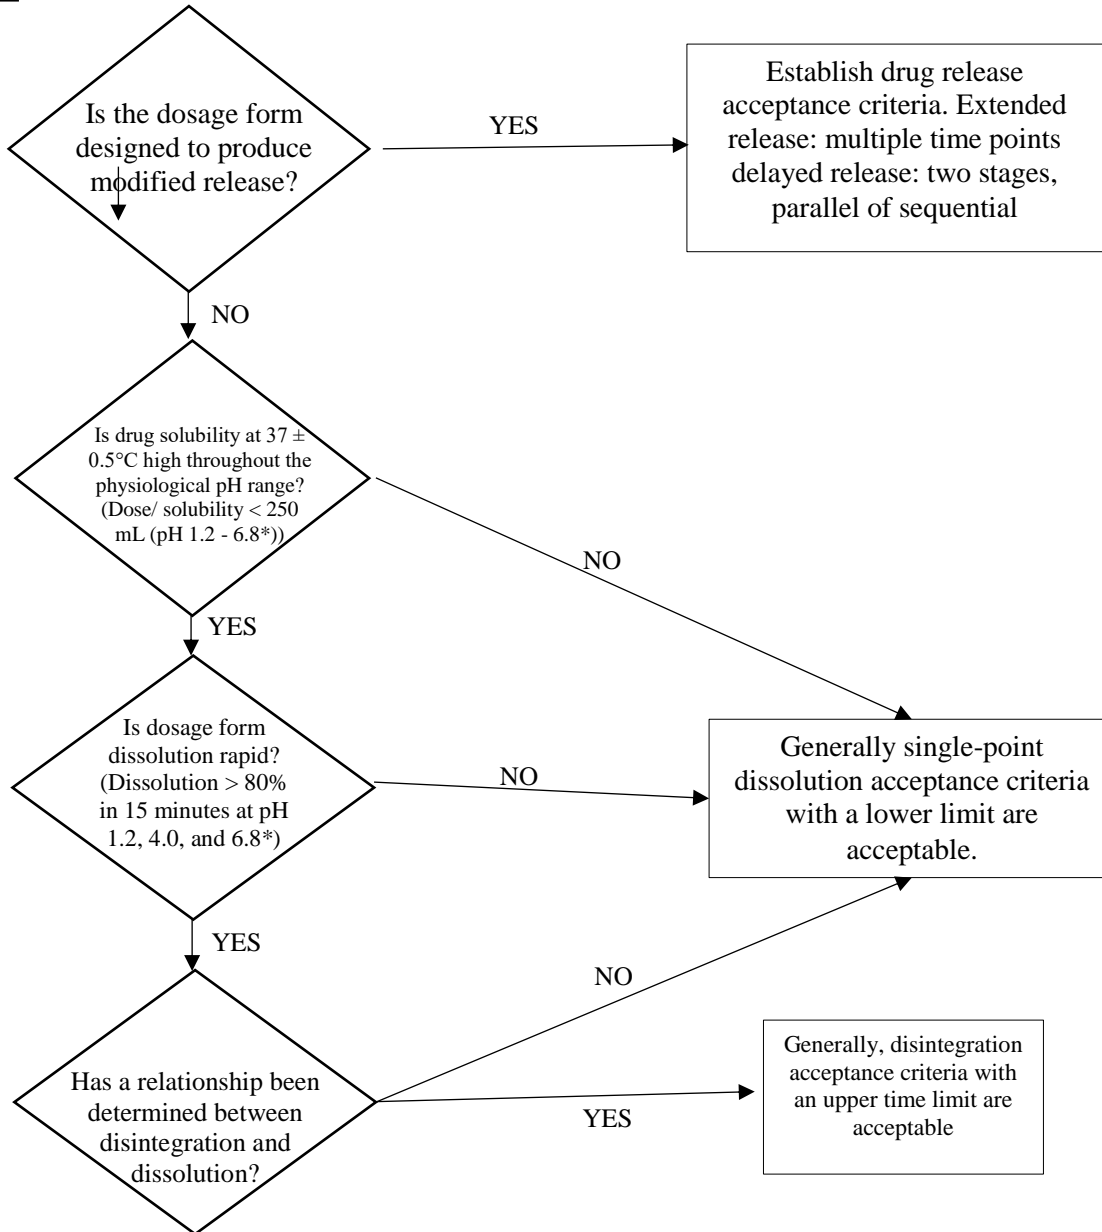 Is the dosage form
designed to produce
modified release?
YES
Establish drug release
acceptance criteria. Extended
release: multiple time points
delayed release: two stages,
parallel of sequential
NO
Is drug solubility at 37 ±
0.5°C high throughout the
physiological pH range?
(Dose/ solubility < 250
mL (pH 1.2 - 6.8*))
NO
YES
Is dosage form
dissolution rapid?
(Dissolution > 80%
in 15 minutes at pH
1.2, 4.0, and 6.8*)
NO
Generally single-point
dissolution acceptance criteria
with a lower limit are
acceptable.
YES
NO
Has a relationship been
determined between
disintegration and
dissolution?
YES
Generally, disintegration
acceptance criteria with
an upper time limit are
acceptable